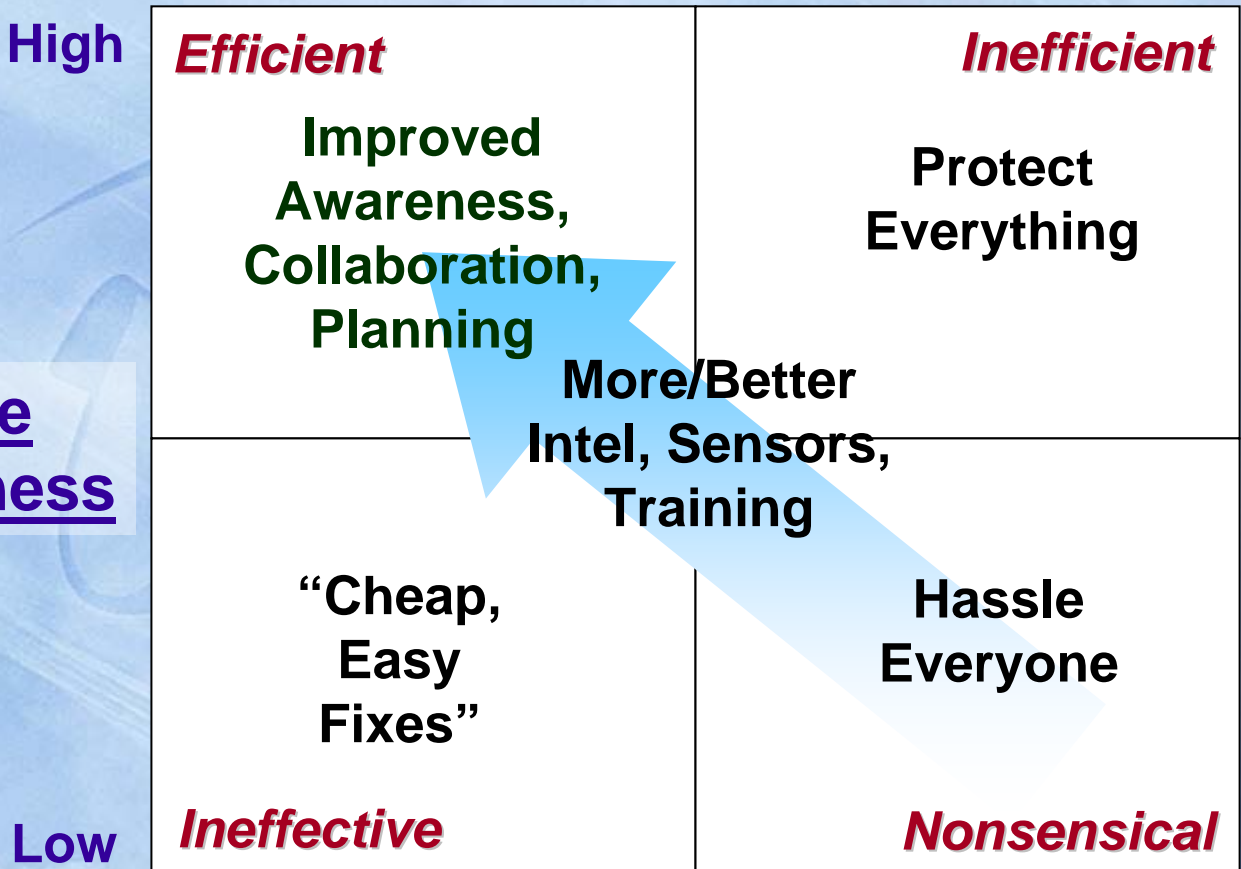 High
Efficient
Inefficient
Improved
Awareness,
Collaboration,
Planning
Protect
Everything
More/Better
Intel, Sensors,
Training
“Cheap,
Easy
Fixes”
Hassle
Everyone
Low
Ineffective
Nonsensical